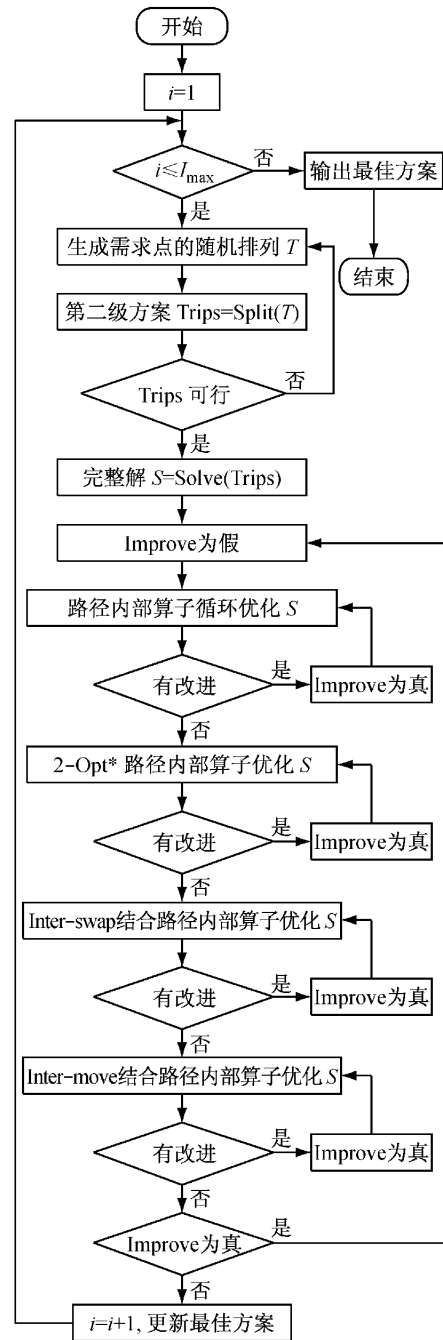 开始
i=1
i≤Imax
否
输出最佳方案
是
结束
生成需求点的随机排列 T
第二级方案 Trips=Split(T)
Trips 可行
否
是
完整解 S=Solve(Trips)
Improve为假
路径内部算子循环优化 S
有改进
是
Improve为真
否
2-Opt* 路径内部算子优化 S
有改进
是
Improve为真
否
Inter-swap结合路径内部算子优化 S
有改进
是
Improve为真
否
Inter-move结合路径内部算子优化 S
有改进
是
Improve为真
否
Improve为真
是
否
i=i+1, 更新最佳方案